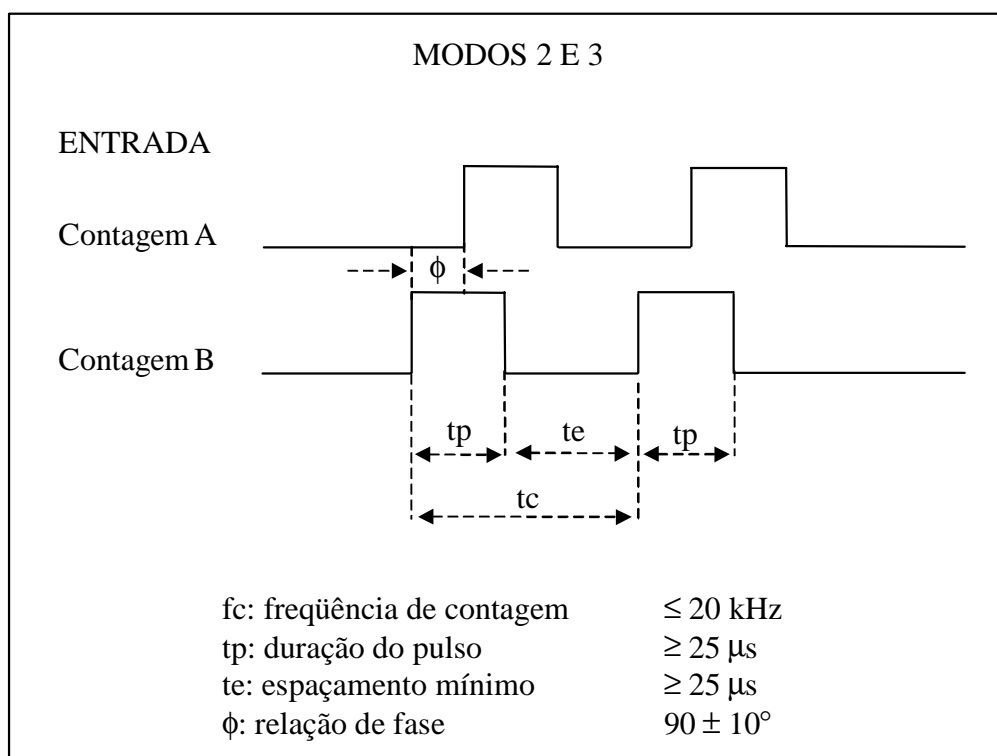 MODOS 2 E 3
ENTRADA
Contagem A
ϕ
Contagem B
tp te tp
tc
fc: freqüência de contagem ≤ 20 kHz
tp: duração do pulso ≥ 25 μs
te: espaçamento mínimo ≥ 25 μs
ϕ: relação de fase 90 ± 10°